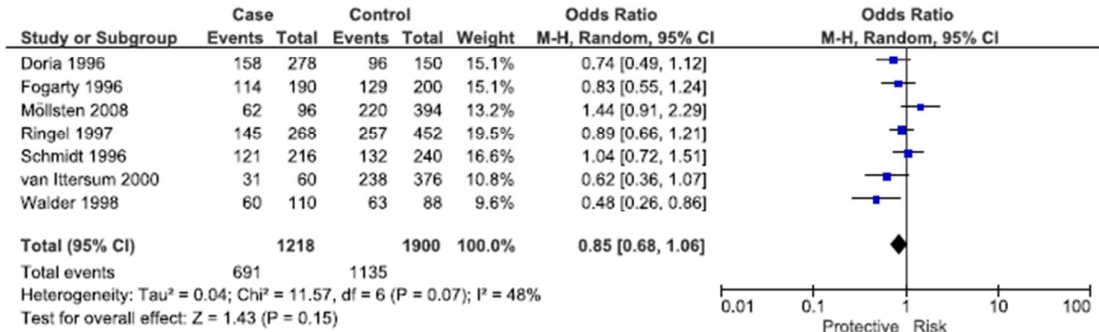 Case Control Odds Ratio Odds Ratio
Study or Subgroup Events Total Events Total Weight M-H, Random, 95% CI M-H, Random, 95% CI
Doria 1996 158 278 96 150 15.1% 0.74 [0.49, 1.12]
Fogarty 1996 114 190 129 200 15.1% 0.83 [0.55, 1.24]
Möllsten 2008 62 96 220 394 13.2% 1.44 [0.91, 2.29]
Ringel 1997 145 268 257 452 19.5% 0.89 [0.66, 1.21]
Schmidt 1996 121 216 132 240 16.6% 1.04 [0.72, 1.51]
van Ittersum 2000 31 60 238 376 10.8% 0.62 [0.36, 1.07]
Walder 1998 60 110 63 88 9.6% 0.48 [0.26, 0.86]
Total (95% CI) 1218 1900 100.0% 0.85 [0.68, 1.06]
Total events 691 1135
Heterogeneity: Tau² = 0.04; Chi² = 11.57, df = 6 (P = 0.07); I² = 48%
Test for overall effect: Z = 1.43 (P = 0.15)
0.01 0.1 1 10 100
Protective Risk